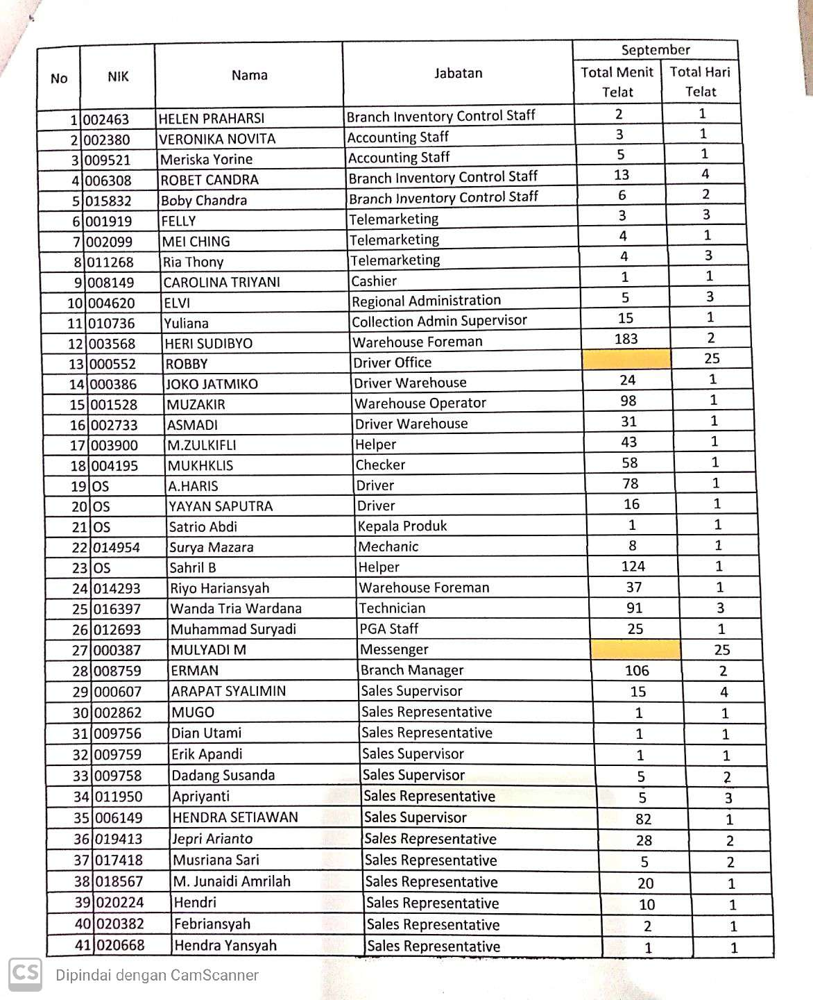 September
No NIK Nama Jabatan Total Menit Telat Total Hari Telat
1 002463 HELEN PRAHARSI Branch Inventory Control Staff 2 1
2 002380 VERONIKA NOVITA Accounting Staff 3 1
3 009521 Meriska Yorine Accounting Staff 5 1
4 006308 ROBET CANDRA Branch Inventory Control Staff 13 4
5 015832 Boby Chandra Branch Inventory Control Staff 6 2
6 001919 FELLY Telemarketing 3 3
7 002099 MEI CHING Telemarketing 4 1
8 011268 Ria Thony Telemarketing 4 3
9 008149 CAROLINA TRIYANI Cashier 1 1
10 004620 ELVI Regional Administration 5 3
11 010736 Yuliana Collection Admin Supervisor 15 1
12 003568 HERI SUDIBYO Warehouse Foreman 183 2
13 000552 ROBBY Driver Office 25
14 000386 JOKO JATMIKO Driver Warehouse 24 1
15 001528 MUZAKIR Warehouse Operator 98 1
16 002733 ASMADI Driver Warehouse 31 1
17 003900 M.ZULKIFLI Helper 43 1
18 004195 MUKHKLIS Checker 58 1
19 OS A.HARIS Driver 78 1
20 OS YAYAN SAPUTRA Driver 16 1
21 OS Satrio Abdi Kepala Produk 1 1
22 014954 Surya Mazara Mechanic 8 1
23 OS Sahril B Helper 124 1
24 014293 Riyo Hariansyah Warehouse Foreman 37 1
25 016397 Wanda Tria Wardana Technician 91 3
26 012693 Muhammad Suryadi PGA Staff 25 1
27 000387 MULYADI M Messenger 25
28 008759 ERMAN Branch Manager 106 2
29 000607 ARAPAT SYALIMIN Sales Supervisor 15 4
30 002862 MUGO Sales Representative 1 1
31 009756 Dian Utami Sales Representative 1 1
32 009759 Erik Apandi Sales Supervisor 1 1
33 009758 Dadang Susanda Sales Supervisor 5 2
34 011950 Apriyanti Sales Representative 5 3
35 006149 HENDRA SETIAWAN Sales Supervisor 82 1
36 019413 Jepri Arianto Sales Representative 28 2
37 017418 Musriana Sari Sales Representative 5 2
38 018567 M. Junaidi Amrilah Sales Representative 20 1
39 020224 Hendri Sales Representative 10 1
40 020382 Febriansyah Sales Representative 2 1
41 020668 Hendra Yansyah Sales Representative 1 1
CS Dipindai dengan CamScanner